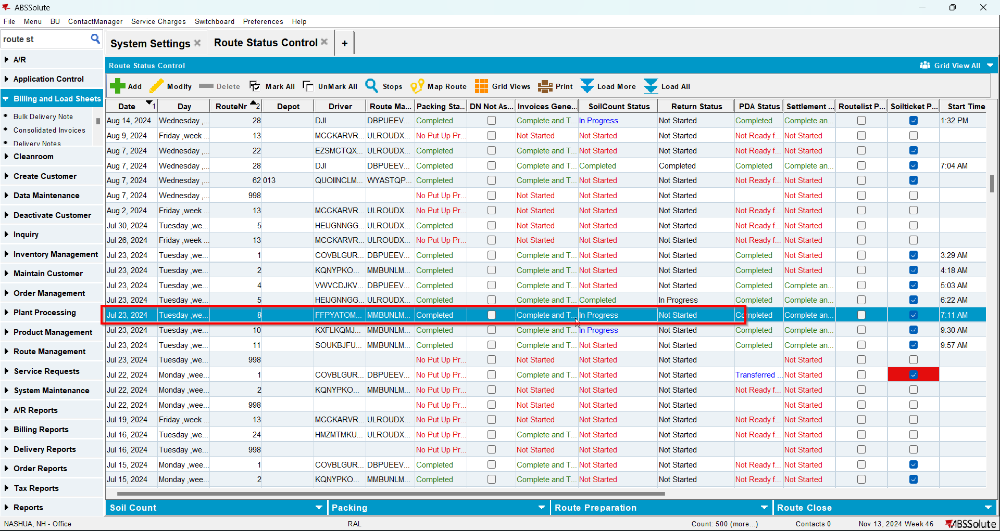 ABSSolute
File Menu BU ContactManager Service Charges Switchboard Preferences Help
route st
System Settings Route Status Control +
Route Status Control Grid View All
Add Modify Delete Mark All UnMark All Stops Map Route Grid Views Print Load More Load All
A/R
Application Control
Billing and Load Sheets
Bulk Delivery Note
Consolidated Invoices
Delivery Notes
Cleanroom
Create Customer
Data Maintenance
Deactivate Customer
Inquiry
Inventory Management
Maintain Customer
Order Management
Plant Processing
Product Management
Route Management
Service Requests
System Maintenance
A/R Reports
Billing Reports
Delivery Reports
Order Reports
Tax Reports
Reports
Date 1 Day RouteNr 2 Depot Driver Route Ma... Packing Sta... DN Not As... Invoices Gene... SoilCount Status Return Status PDA Status Settlement ... Routelist P... Soilticket P... Start Time
Aug 14, 2024 Wednesday ,... 28 DJI DBPUEEV... Completed Complete and T... In Progress Not Started Completed Complete an... 1:32 PM
Aug 9, 2024 Friday ,week ... 13 MCCKARVR... ULROUDX... No Put Up Pr... Not Started Not Started Not Started Not Ready f... Not Started
Aug 7, 2024 Wednesday ,... 22 EZSMCTQX... ULROUDX... Completed Complete and T... Not Started Not Started Not Ready f... Not Started
Aug 7, 2024 Wednesday ,... 28 DJI DBPUEEV... Completed Complete and T... Completed Completed Completed Complete an... 7:04 AM
Aug 7, 2024 Wednesday ,... 62 013 QUOIINCLM... WYASTQP... Completed Complete and T... Not Started Not Started Not Ready f... Not Started
Aug 7, 2024 Wednesday ,... 998 No Put Up Pr... Not Started Not Started Not Started Not Started
Aug 2, 2024 Friday ,week ... 13 MCCKARVR... ULROUDX... No Put Up Pr... Not Started Not Started Not Started Not Ready f... Not Started
Jul 30, 2024 Tuesday ,we... 5 HEIJGNNGG... ULROUDX... Completed Not Started Not Started Not Started Not Ready f... Not Started
Jul 26, 2024 Friday ,week ... 13 MCCKARVR... ULROUDX... No Put Up Pr... Not Started Not Started Not Started Not Ready f... Not Started
Jul 23, 2024 Tuesday ,we... 1 COVBLGUR... DBPUEEV... Completed Complete and T... Not Started Not Started Completed Not Started 3:29 AM
Jul 23, 2024 Tuesday ,we... 2 KQNYPKO... MMBUNLM... Completed Complete and T... Not Started Not Started Completed Not Started 4:18 AM
Jul 23, 2024 Tuesday ,we... 4 VWVCDJKV... DBPUEEV... Completed Complete and T... Not Started Not Started Completed Complete an... 5:03 AM
Jul 23, 2024 Tuesday ,we... 5 HEIJGNNGG... ULROUDX... Completed Complete and T... Completed In Progress Completed Complete an... 6:22 AM
Jul 23, 2024 Tuesday ,we... 8 FFPYATOM... MMBUNLM... Completed Complete and T... In Progress Not Started Completed Complete an... 7:11 AM
Jul 23, 2024 Tuesday ,we... 10 KXFLKQMJ... MMBUNLM... Completed Complete and T... In Progress Not Started Completed Complete an... 9:30 AM
Jul 23, 2024 Tuesday ,we... 11 SOUKBJFU... MMBUNLM... Completed Complete and T... Not Started Not Started Completed Complete an... 9:57 AM
Jul 23, 2024 Tuesday ,we... 998 No Put Up Pr... Not Started Not Started Not Started Not Started
Jul 22, 2024 Monday ,wee... 1 COVBLGUR... DBPUEEV... No Put Up Pr... Complete and T... Not Started Not Started Transferred ... Not Started
Jul 22, 2024 Monday ,wee... 2 KQNYPKO... MMBUNLM... No Put Up Pr... Not Started Not Started Not Started Not Ready f... Not Started
Jul 22, 2024 Monday ,wee... 998 No Put Up Pr... Not Started Not Started Not Started Not Started
Jul 19, 2024 Friday ,week ... 13 MCCKARVR... ULROUDX... No Put Up Pr... Not Started Not Started Not Started Not Ready f... Not Started
Jul 16, 2024 Tuesday ,we... 24 HMZMTMKU... ULROUDX... No Put Up Pr... Complete and T... Not Started Not Started Not Ready f... Not Started
Jul 16, 2024 Tuesday ,we... 998 No Put Up Pr... Not Started Not Started Not Started Not Started
Jul 15, 2024 Monday ,wee... 1 COVBLGUR... DBPUEEV... Completed Complete and T... Not Started Not Started Not Ready f... Not Started
Jul 15, 2024 Monday ,wee... 2 KQNYPKO... MMBUNLM... Completed Complete and T... Not Started Not Started Not Ready f... Not Started
Soil Count Packing Route Preparation Route Close
NASHUA, NH - Office RAL Count: 500 (more...) Contacts 0 Nov 13, 2024 Week 46 ABSSolute